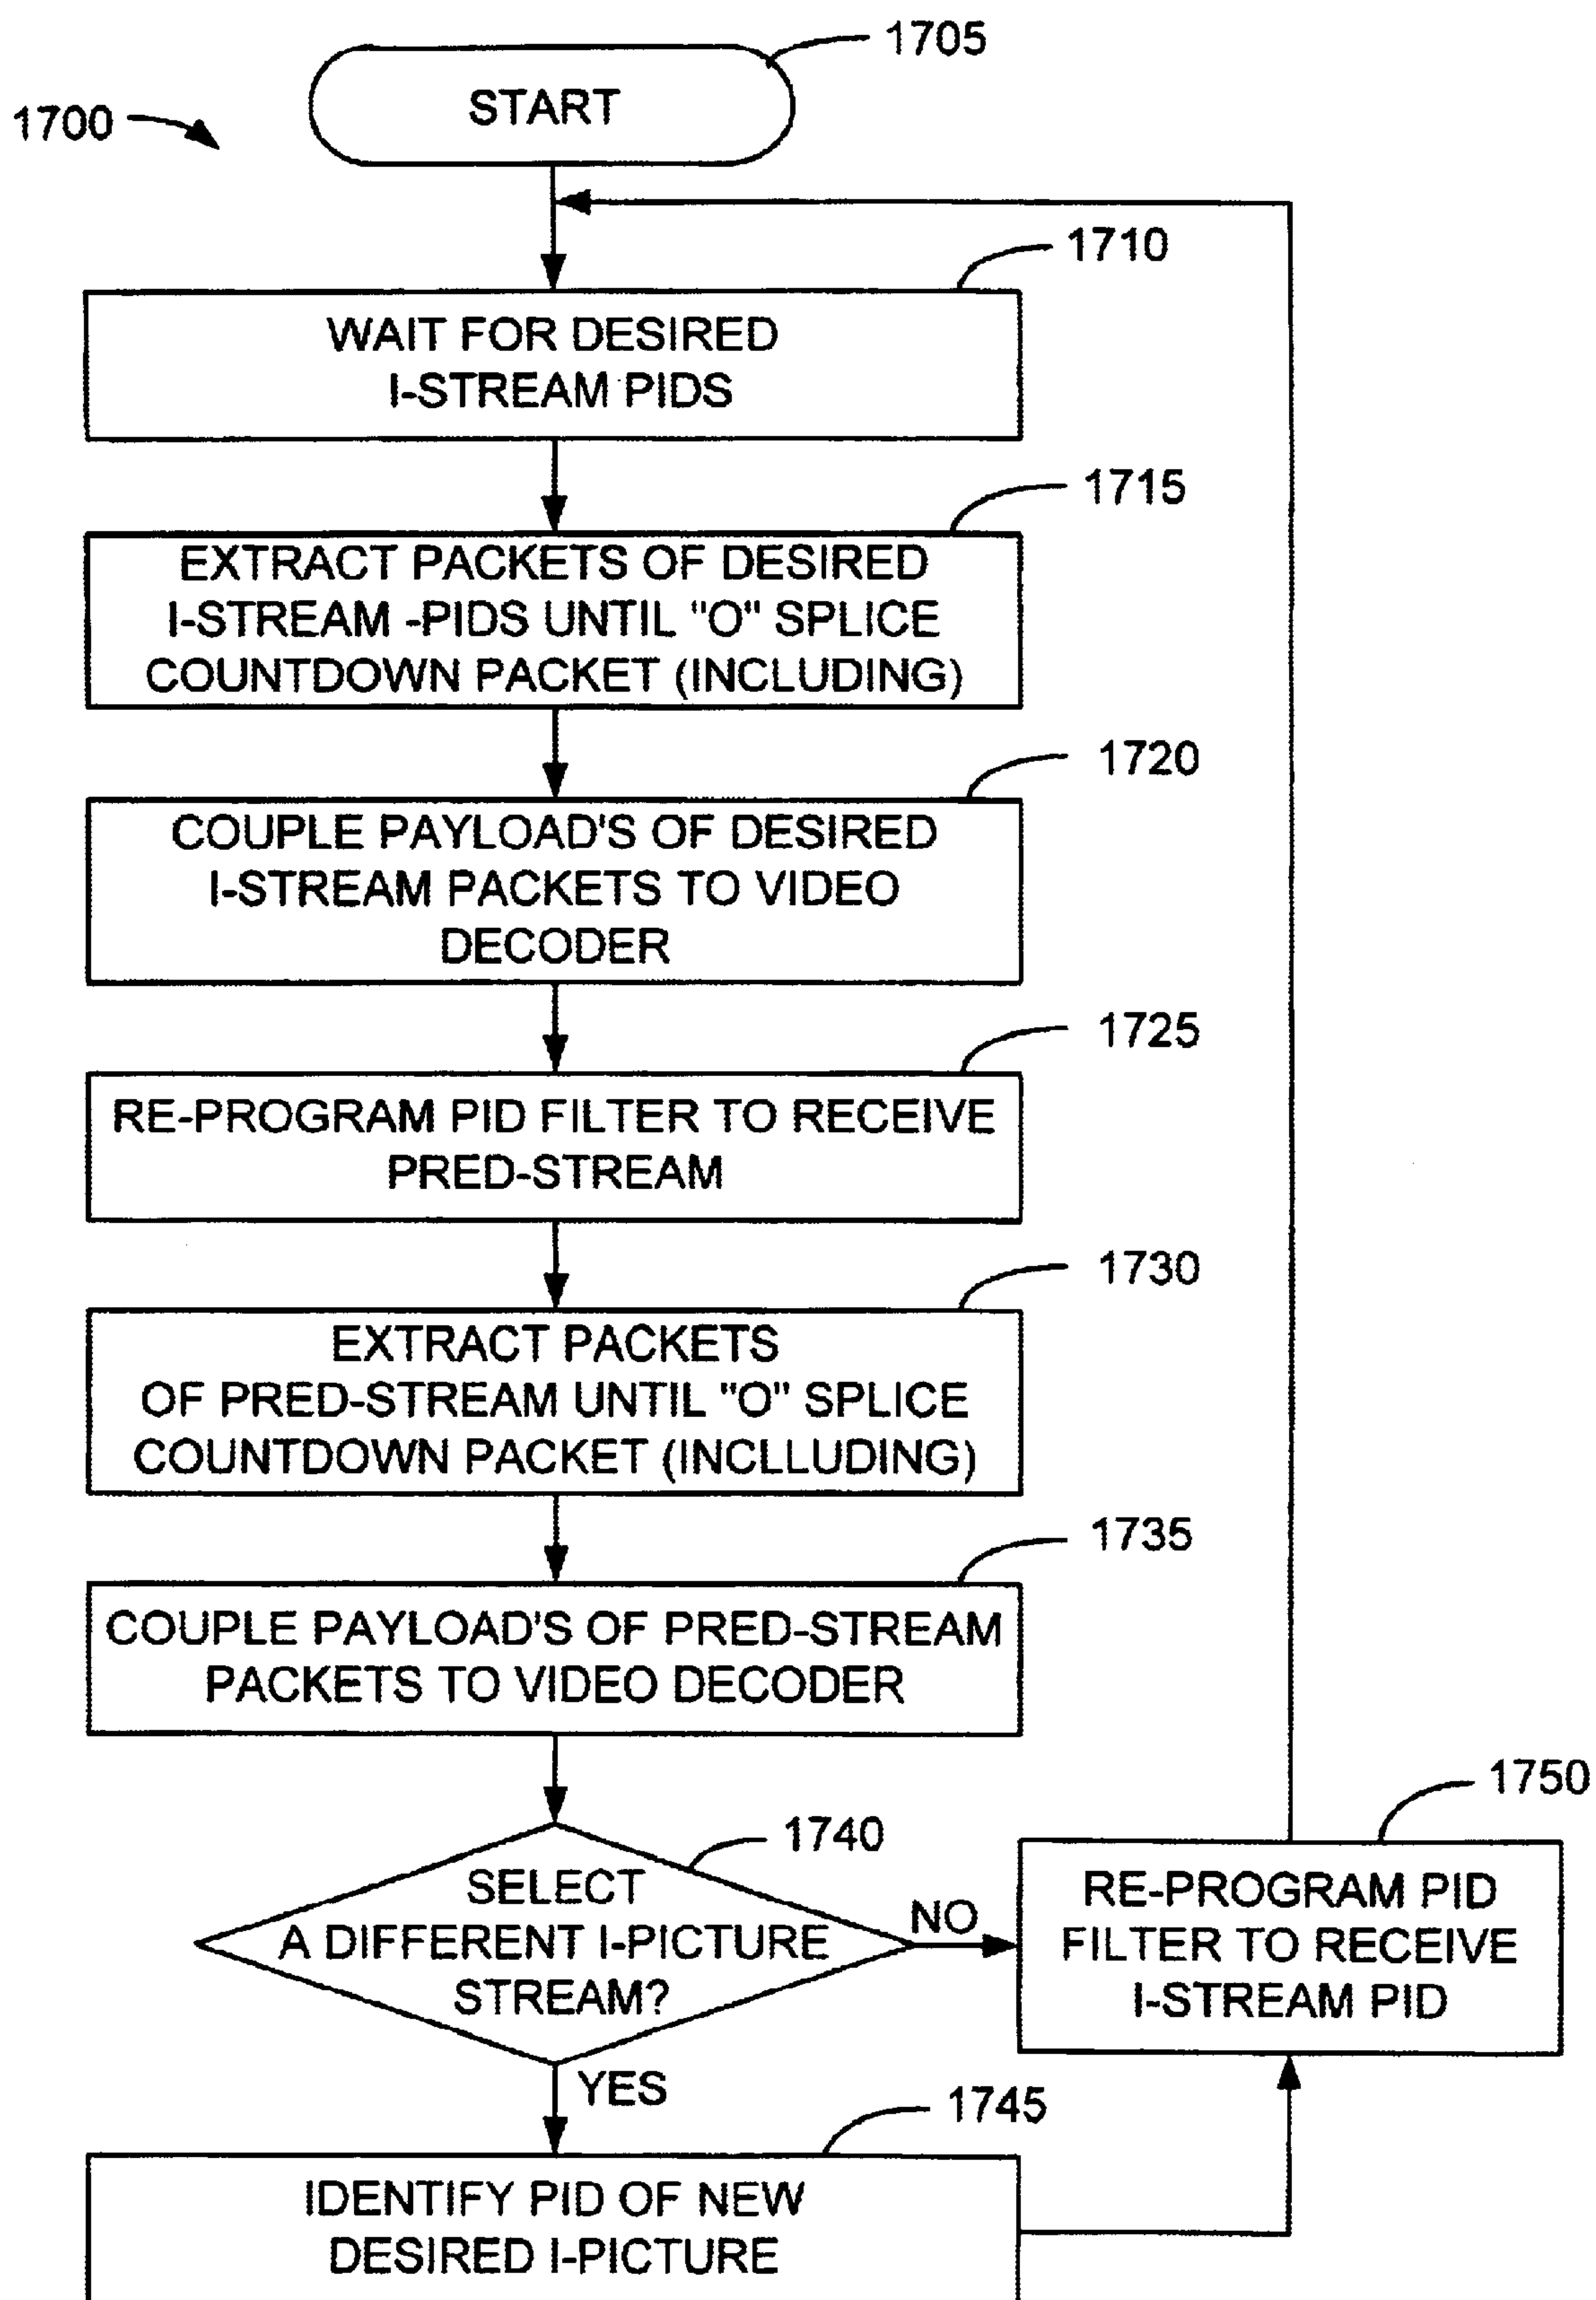 1705
START
1700
1710
WAIT FOR DESIRED
I-STREAM PIDS
1715
EXTRACT PACKETS OF DESIRED
I-STREAM -PIDS UNTIL "O" SPLICE
COUNTDOWN PACKET (INCLUDING)
1720
COUPLE PAYLOAD'S OF DESIRED
I-STREAM PACKETS TO VIDEO
DECODER
1725
RE-PROGRAM PID FILTER TO RECEIVE
PRED-STREAM
1730
EXTRACT PACKETS
OF PRED-STREAM UNTIL "O" SPLICE
COUNTDOWN PACKET (INCLLUDING)
1735
COUPLE PAYLOAD'S OF PRED-STREAM
PACKETS TO VIDEO DECODER
1740
SELECT
A DIFFERENT I-PICTURE
STREAM?
NO
YES
1750
RE-PROGRAM PID
FILTER TO RECEIVE
I-STREAM PID
1745
IDENTIFY PID OF NEW
DESIRED I-PICTURE